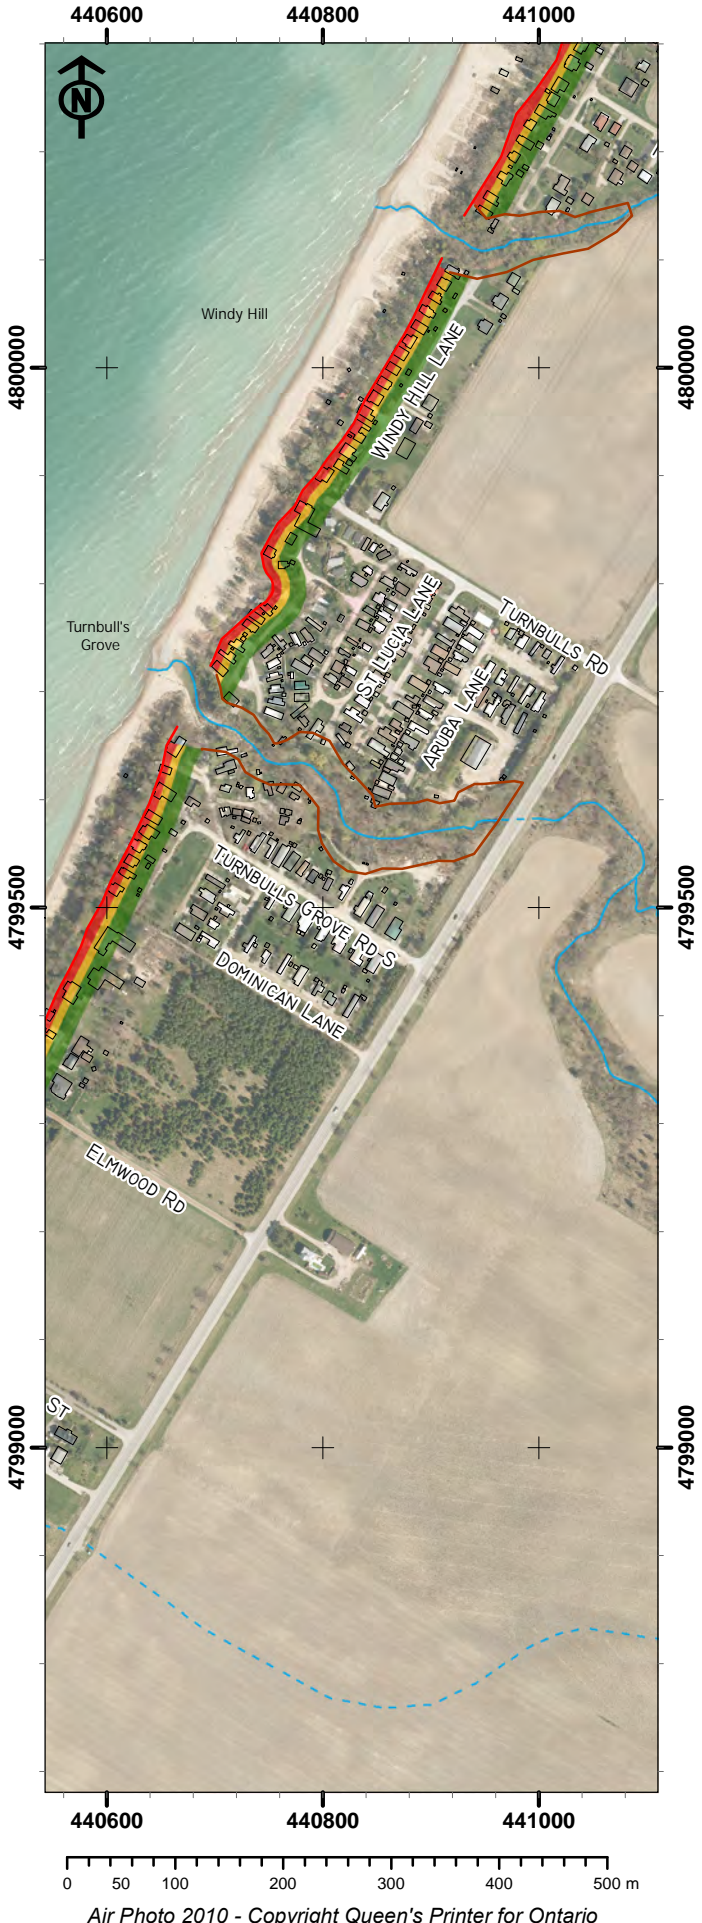 440600 440800 441000
N
Windy Hill
4800000
4800000
WINDY HILL LANE
Turnbull's
Grove
TURNBULLS RD
ST LUCIA LANE
ARUBA LANE
TURNBULLS GROVE RD-S
4799500
4799500
DOMINICAN LANE
ELMWOOD RD
ST
4799000
4799000
440600 440800 441000
0 50 100 200 300 400 500 m
Air Photo 2010 - Copyright Queen's Printer for Ontario